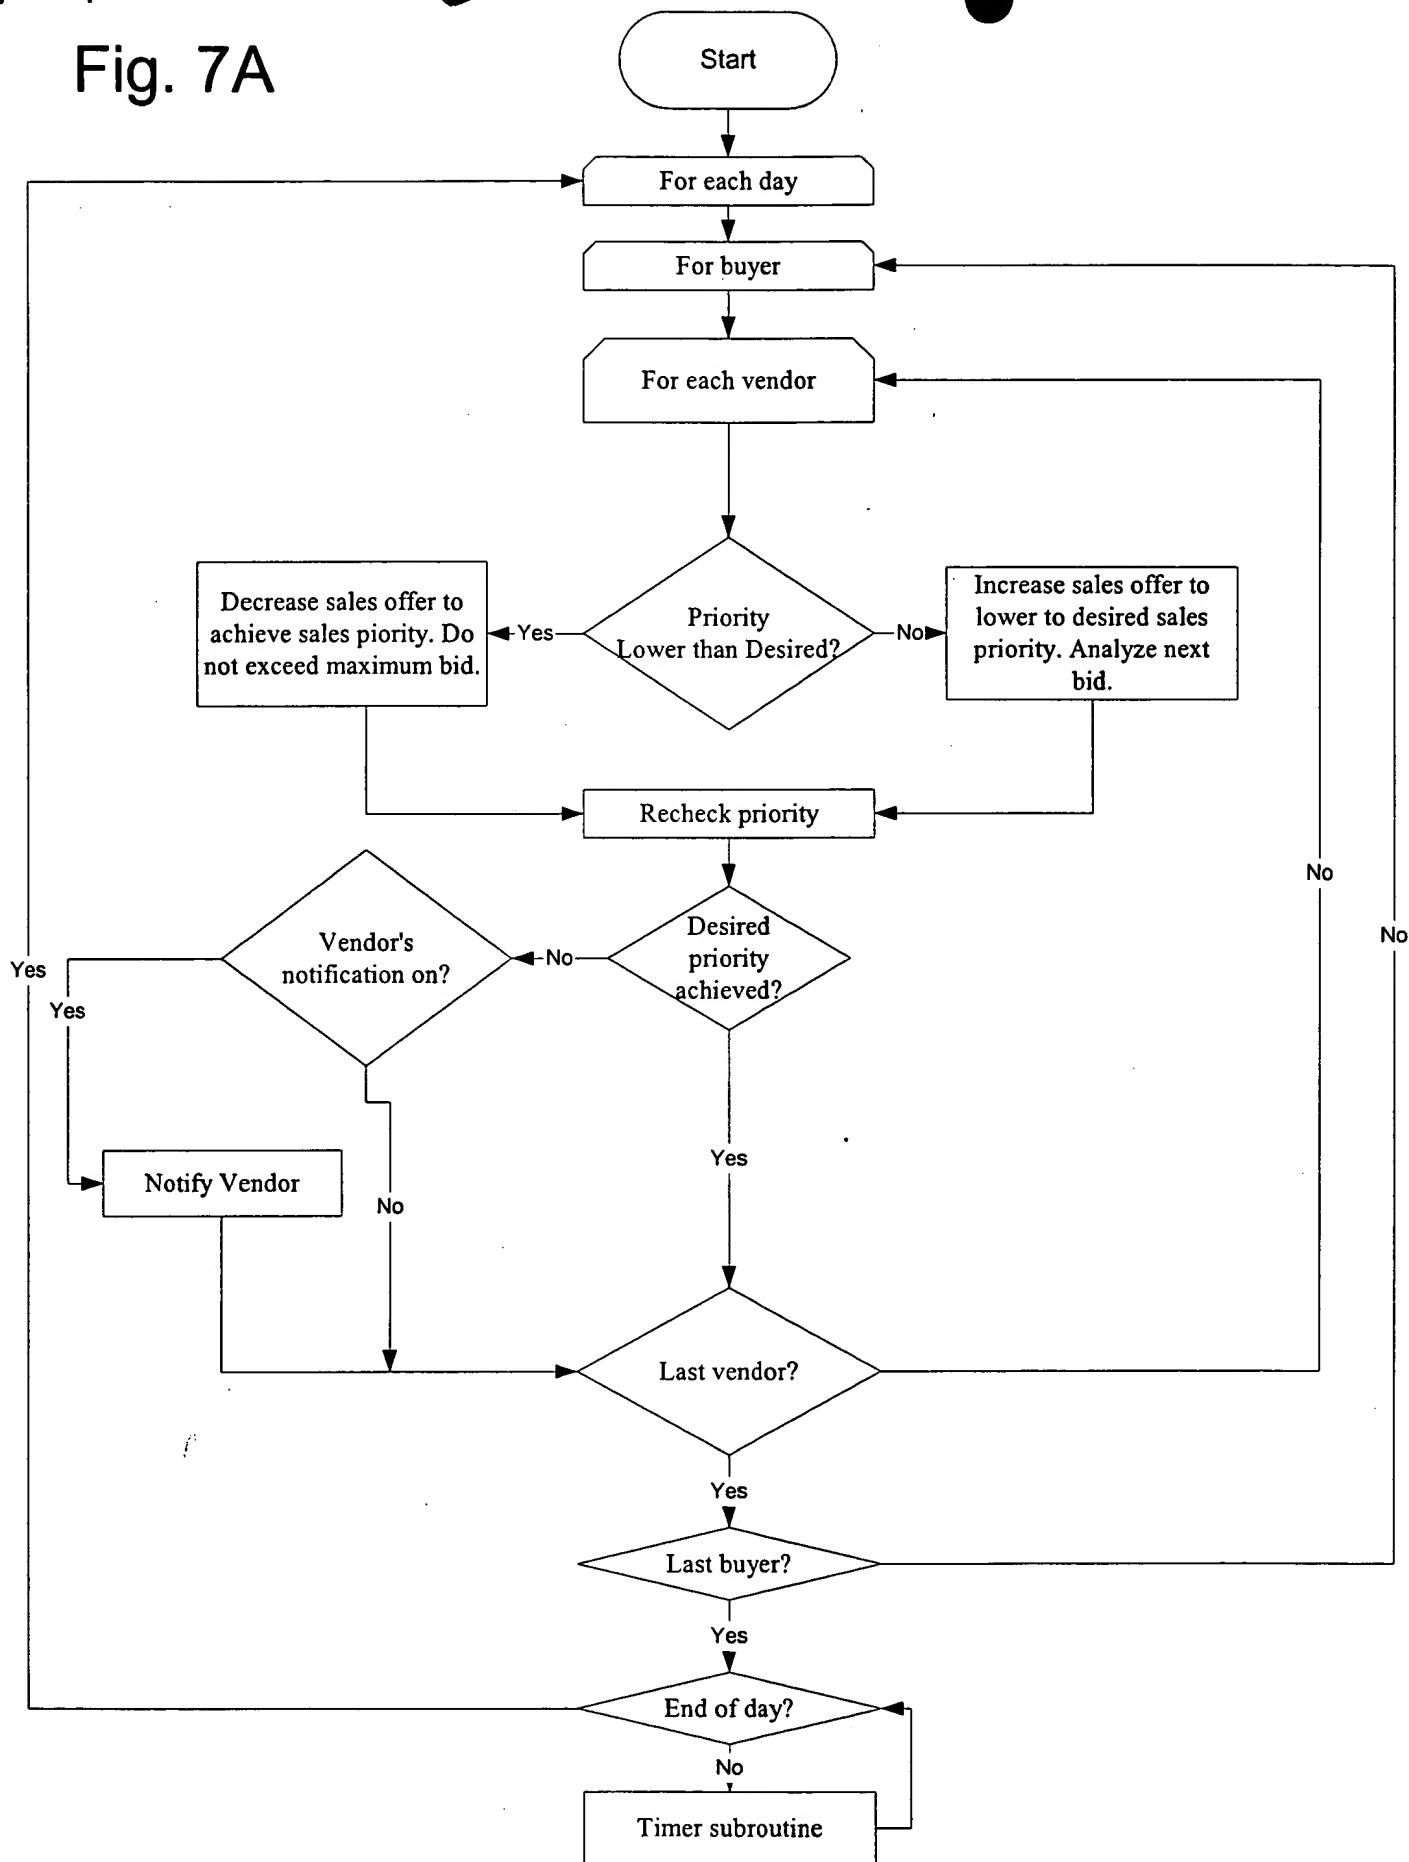 Fig. 7A
Start
For each day
For buyer
For each vendor
Decrease sales offer to
achieve sales piority. Do
not exceed maximum bid.
Yes
Priority
Lower than Desired?
No
Increase sales offer to
lower to desired sales
priority. Analyze next
bid.
Recheck priority
No
No
Vendor's
notification on?
No
Desired
priority
achieved?
Yes
Yes
Yes
Notify Vendor
No
Last vendor?
Yes
Last buyer?
Yes
End of day?
No
Timer subroutine